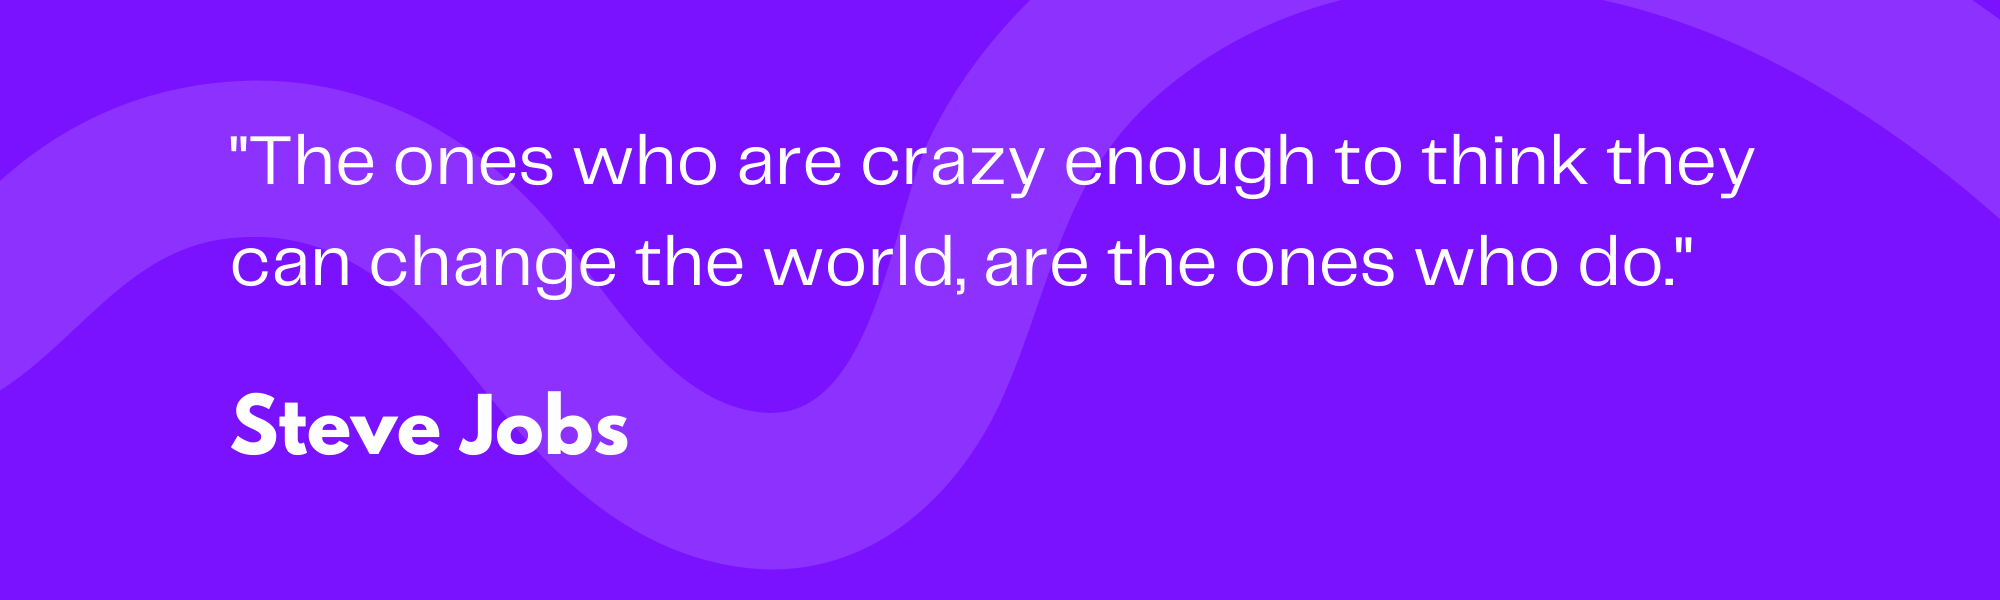 "The ones who are crazy enough to think they
can change the world, are the ones who do."
Steve Jobs